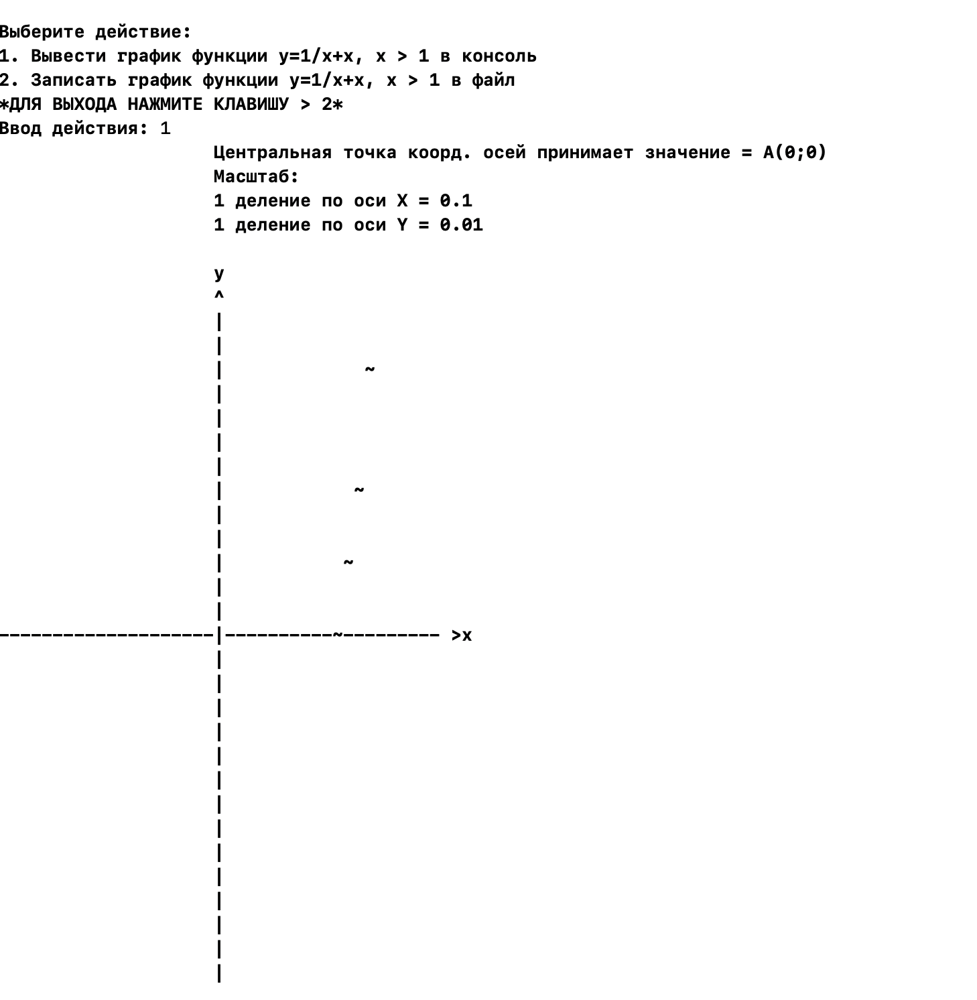 Выберите действие:
1. Вывести график функции y=1/x+x, x > 1 в консоль
2. Записать график функции y=1/x+x, x > 1 в файл
*ДЛЯ ВЫХОДА НАЖМИТЕ КЛАВИШУ > 2*
Ввод действия: 1
                    Центральная точка коорд. осей принимает значение = A(0;0)
                    Масштаб:
                    1 деление по оси X = 0.1
                    1 деление по оси Y = 0.01

                    y
                    ^
                    |
                    |
                    |             ~
                    |
                    |
                    |
                    |
                    |            ~
                    |
                    |
                    |           ~
                    |
                    |
--------------------|----------~--------- >x
                    |
                    |
                    |
                    |
                    |
                    |
                    |
                    |
                    |
                    |
                    |
                    |
                    |
                    |